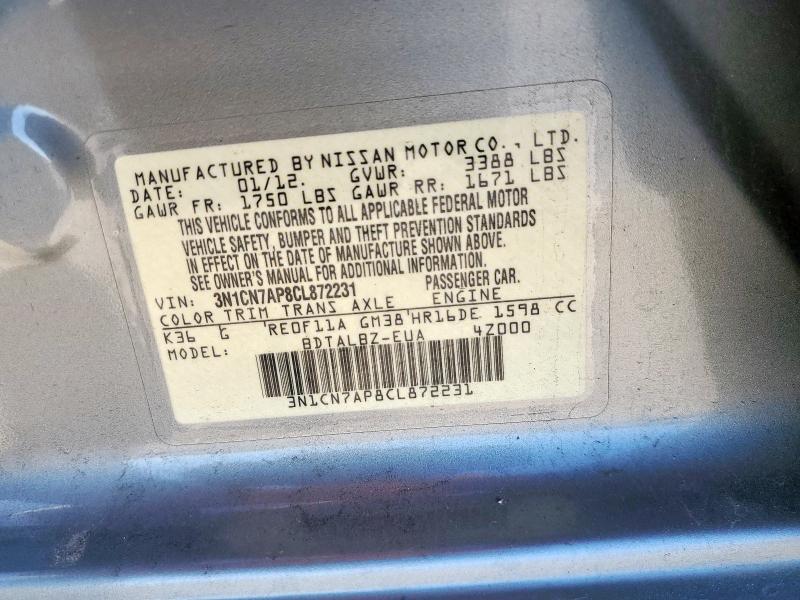 MANUFACTURED BY NISSAN MOTOR CO., LTD.
DATE: 01/12. GVWR: 3388 LBS
GAWR FR: 1750 LBS GAWR RR: 1671 LBS
THIS VEHICLE CONFORMS TO ALL APPLICABLE FEDERAL MOTOR
VEHICLE SAFETY, BUMPER AND THEFT PREVENTION STANDARDS
IN EFFECT ON THE DATE OF MANUFACTURE SHOWN ABOVE.
SEE OWNER'S MANUAL FOR ADDITIONAL INFORMATION.
VIN: 3N1CN7AP8CL872231 PASSENGER CAR.
COLOR TRIM TRANS AXLE ENGINE
K36 G 'RE0F11A GM38'HR16DE 1598 CC
MODEL: BDTALBZ-EUA 4Z000
3N1CN7AP8CL872231